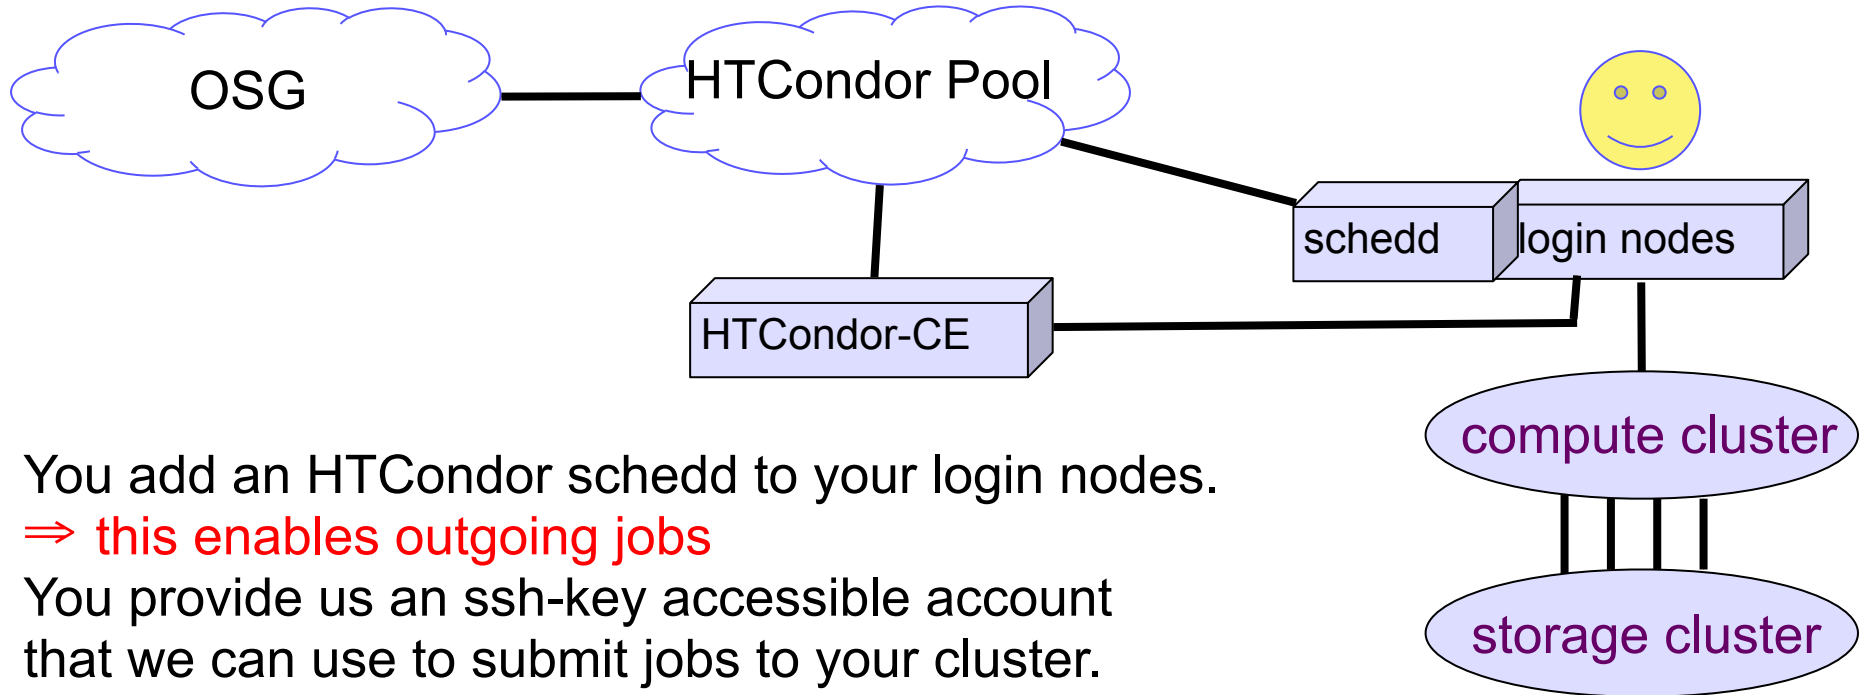 OSG
HTCondor Pool
schedd
login nodes
HTCondor-CE
compute cluster
You add an HTCondor schedd to your login nodes.
⇒ this enables outgoing jobs
You provide us an ssh-key accessible account
that we can use to submit jobs to your cluster.
storage cluster